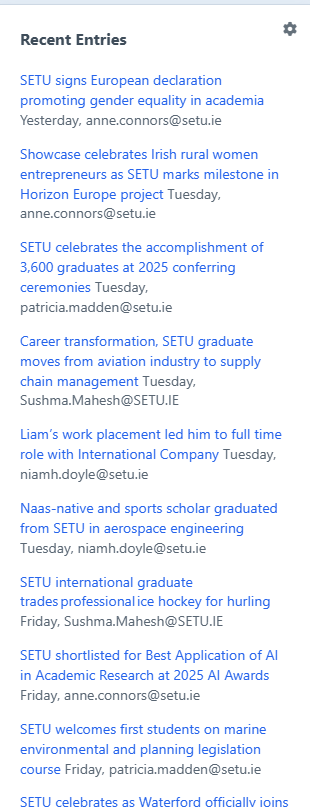 Recent Entries
SETU signs European declaration
promoting gender equality in academia
Yesterday, anne.connors@setu.ie
Showcase celebrates Irish rural women
entrepreneurs as SETU marks milestone in
Horizon Europe project Tuesday,
anne.connors@setu.ie
SETU celebrates the accomplishment of
3,600 graduates at 2025 conferring
ceremonies Tuesday,
patricia.madden@setu.ie
Career transformation, SETU graduate
moves from aviation industry to supply
chain management Tuesday,
Sushma.Mahesh@SETU.IE
Liam’s work placement led him to full time
role with International Company Tuesday,
niamh.doyle@setu.ie
Naas-native and sports scholar graduated
from SETU in aerospace engineering
Tuesday, niamh.doyle@setu.ie
SETU international graduate
trades professional ice hockey for hurling
Friday, Sushma.Mahesh@SETU.IE
SETU shortlisted for Best Application of AI
in Academic Research at 2025 AI Awards
Friday, anne.connors@setu.ie
SETU welcomes first students on marine
environmental and planning legislation
course Friday, patricia.madden@setu.ie
SETU celebrates as Waterford officially joins